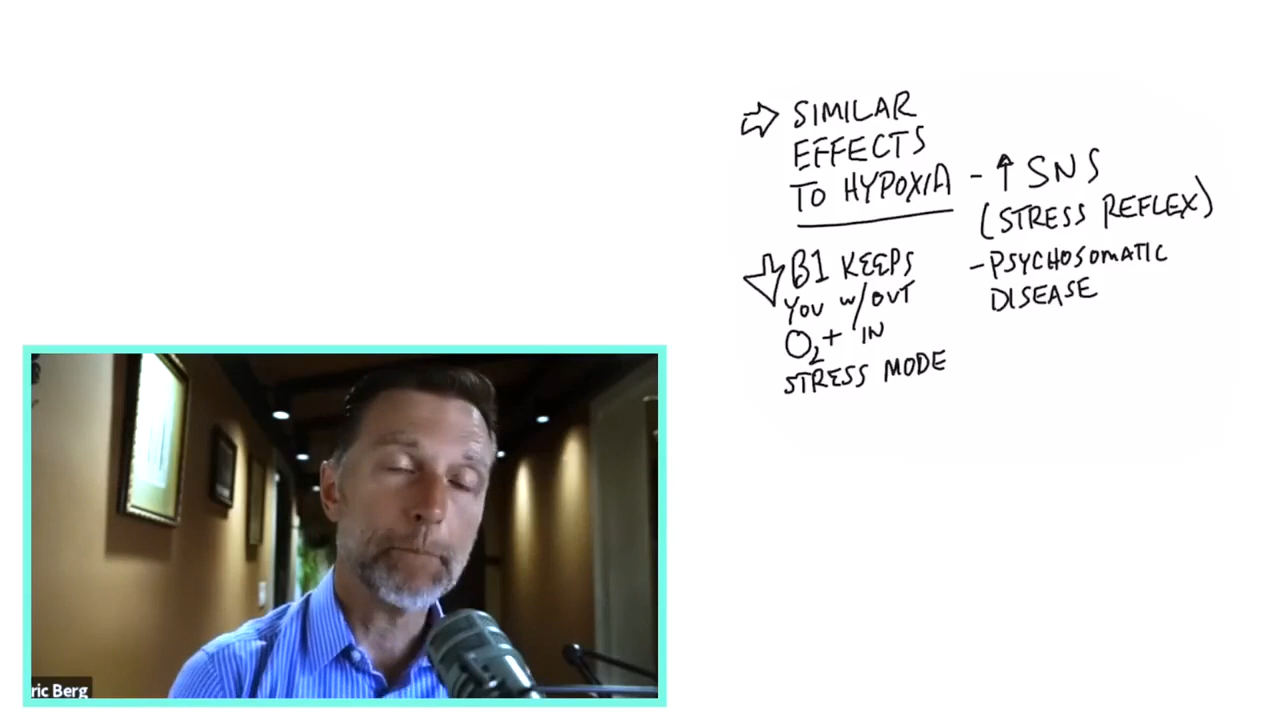 SIMILAR
EFFECTS
TO HYPOXIA
- ↑ SNS
(STRESS REFLEX)
- PSYCHOSOMATIC
DISEASE
B1 KEEPS
YOU W/OUT
O2+ IN
STRESS MODE
ric Berg